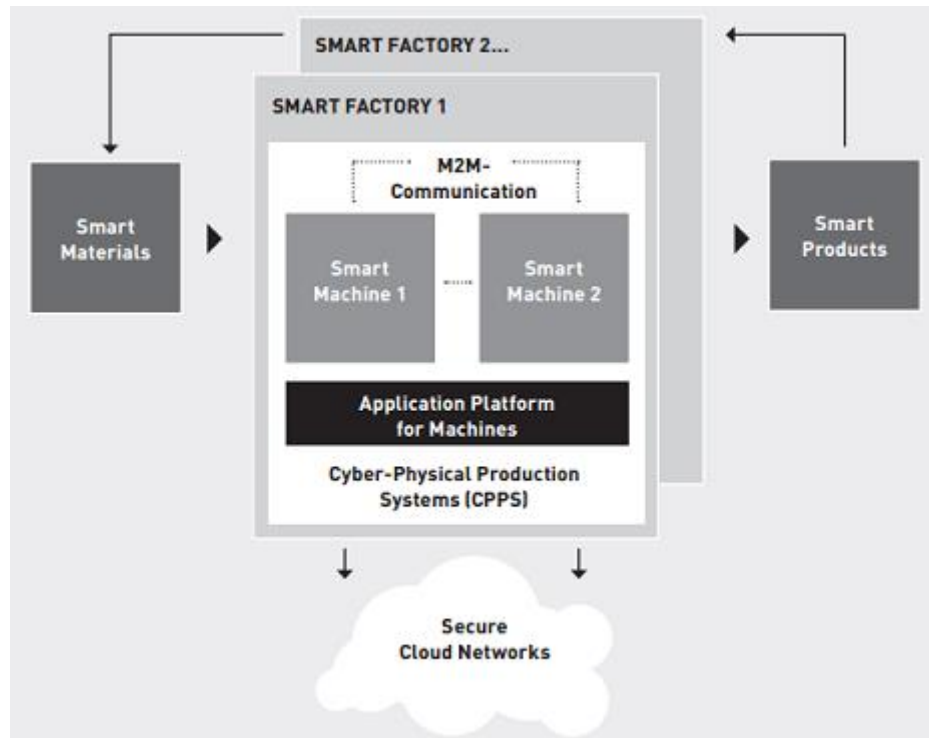 SMART FACTORY 2...
SMART FACTORY 1
M2M-
Communication
Smart
Materials
Smart
Machine 1
Smart
Machine 2
Smart
Products
Application Platform
for Machines
Cyber-Physical Production
Systems (CPPS)
Secure
Cloud Networks